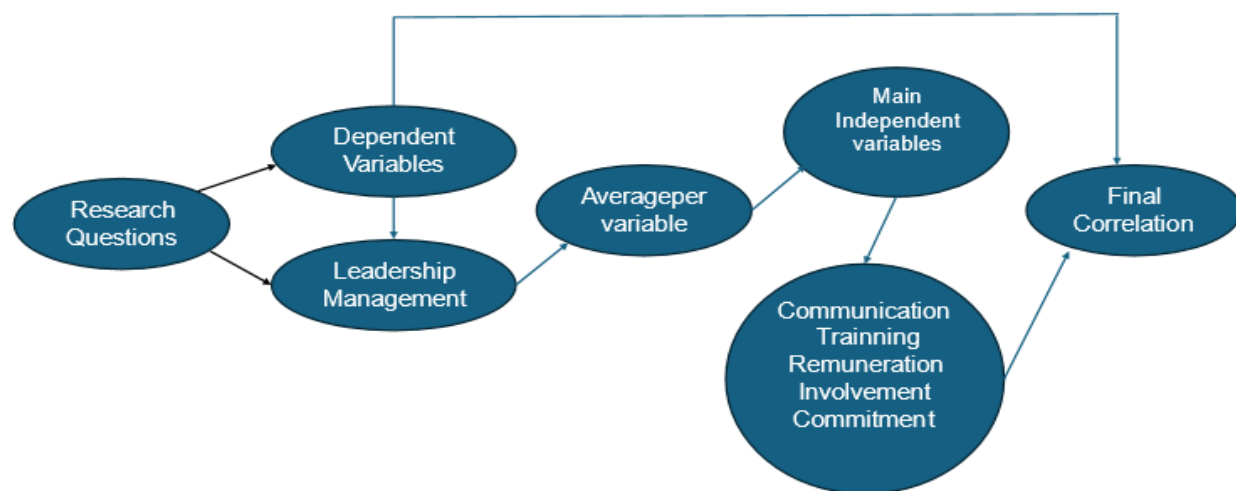 Research
Questions
Dependent
Variables
Leadership
Management
Averageper
variable
Main
Independent
variables
Communication
Trainning
Remuneration
Involvement
Commitment
Final
Correlation